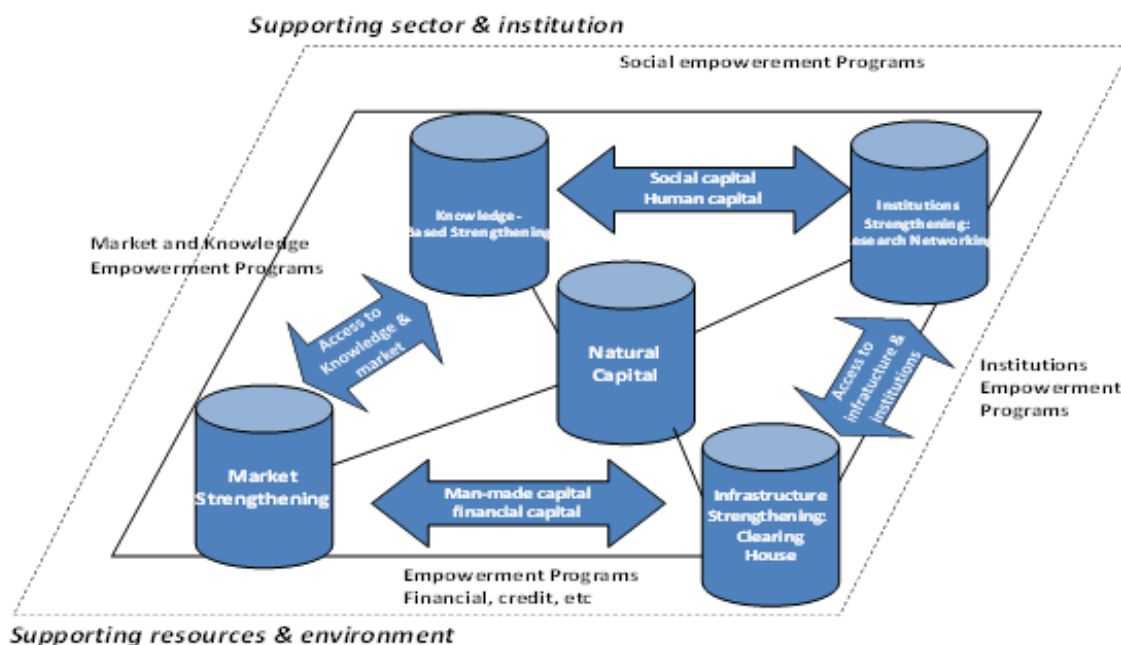 Supporting sector & institution
Social empowerement Programs
Knowledge-
Based Strengthening
Social capital
Human capital
Institutions
Strengthening:
Research Networking
Market and Knowledge
Empowerment Programs
Access to
Knowledge &
market
Natural
Capital
Access to
infratucture &
institutions
Institutions
Empowerment
Programs
Market
Strengthening
Man-made capital
financial capital
Infrastructure
Strengthening:
Clearing
House
Empowerment Programs
Financial, credit, etc
Supporting resources & environment